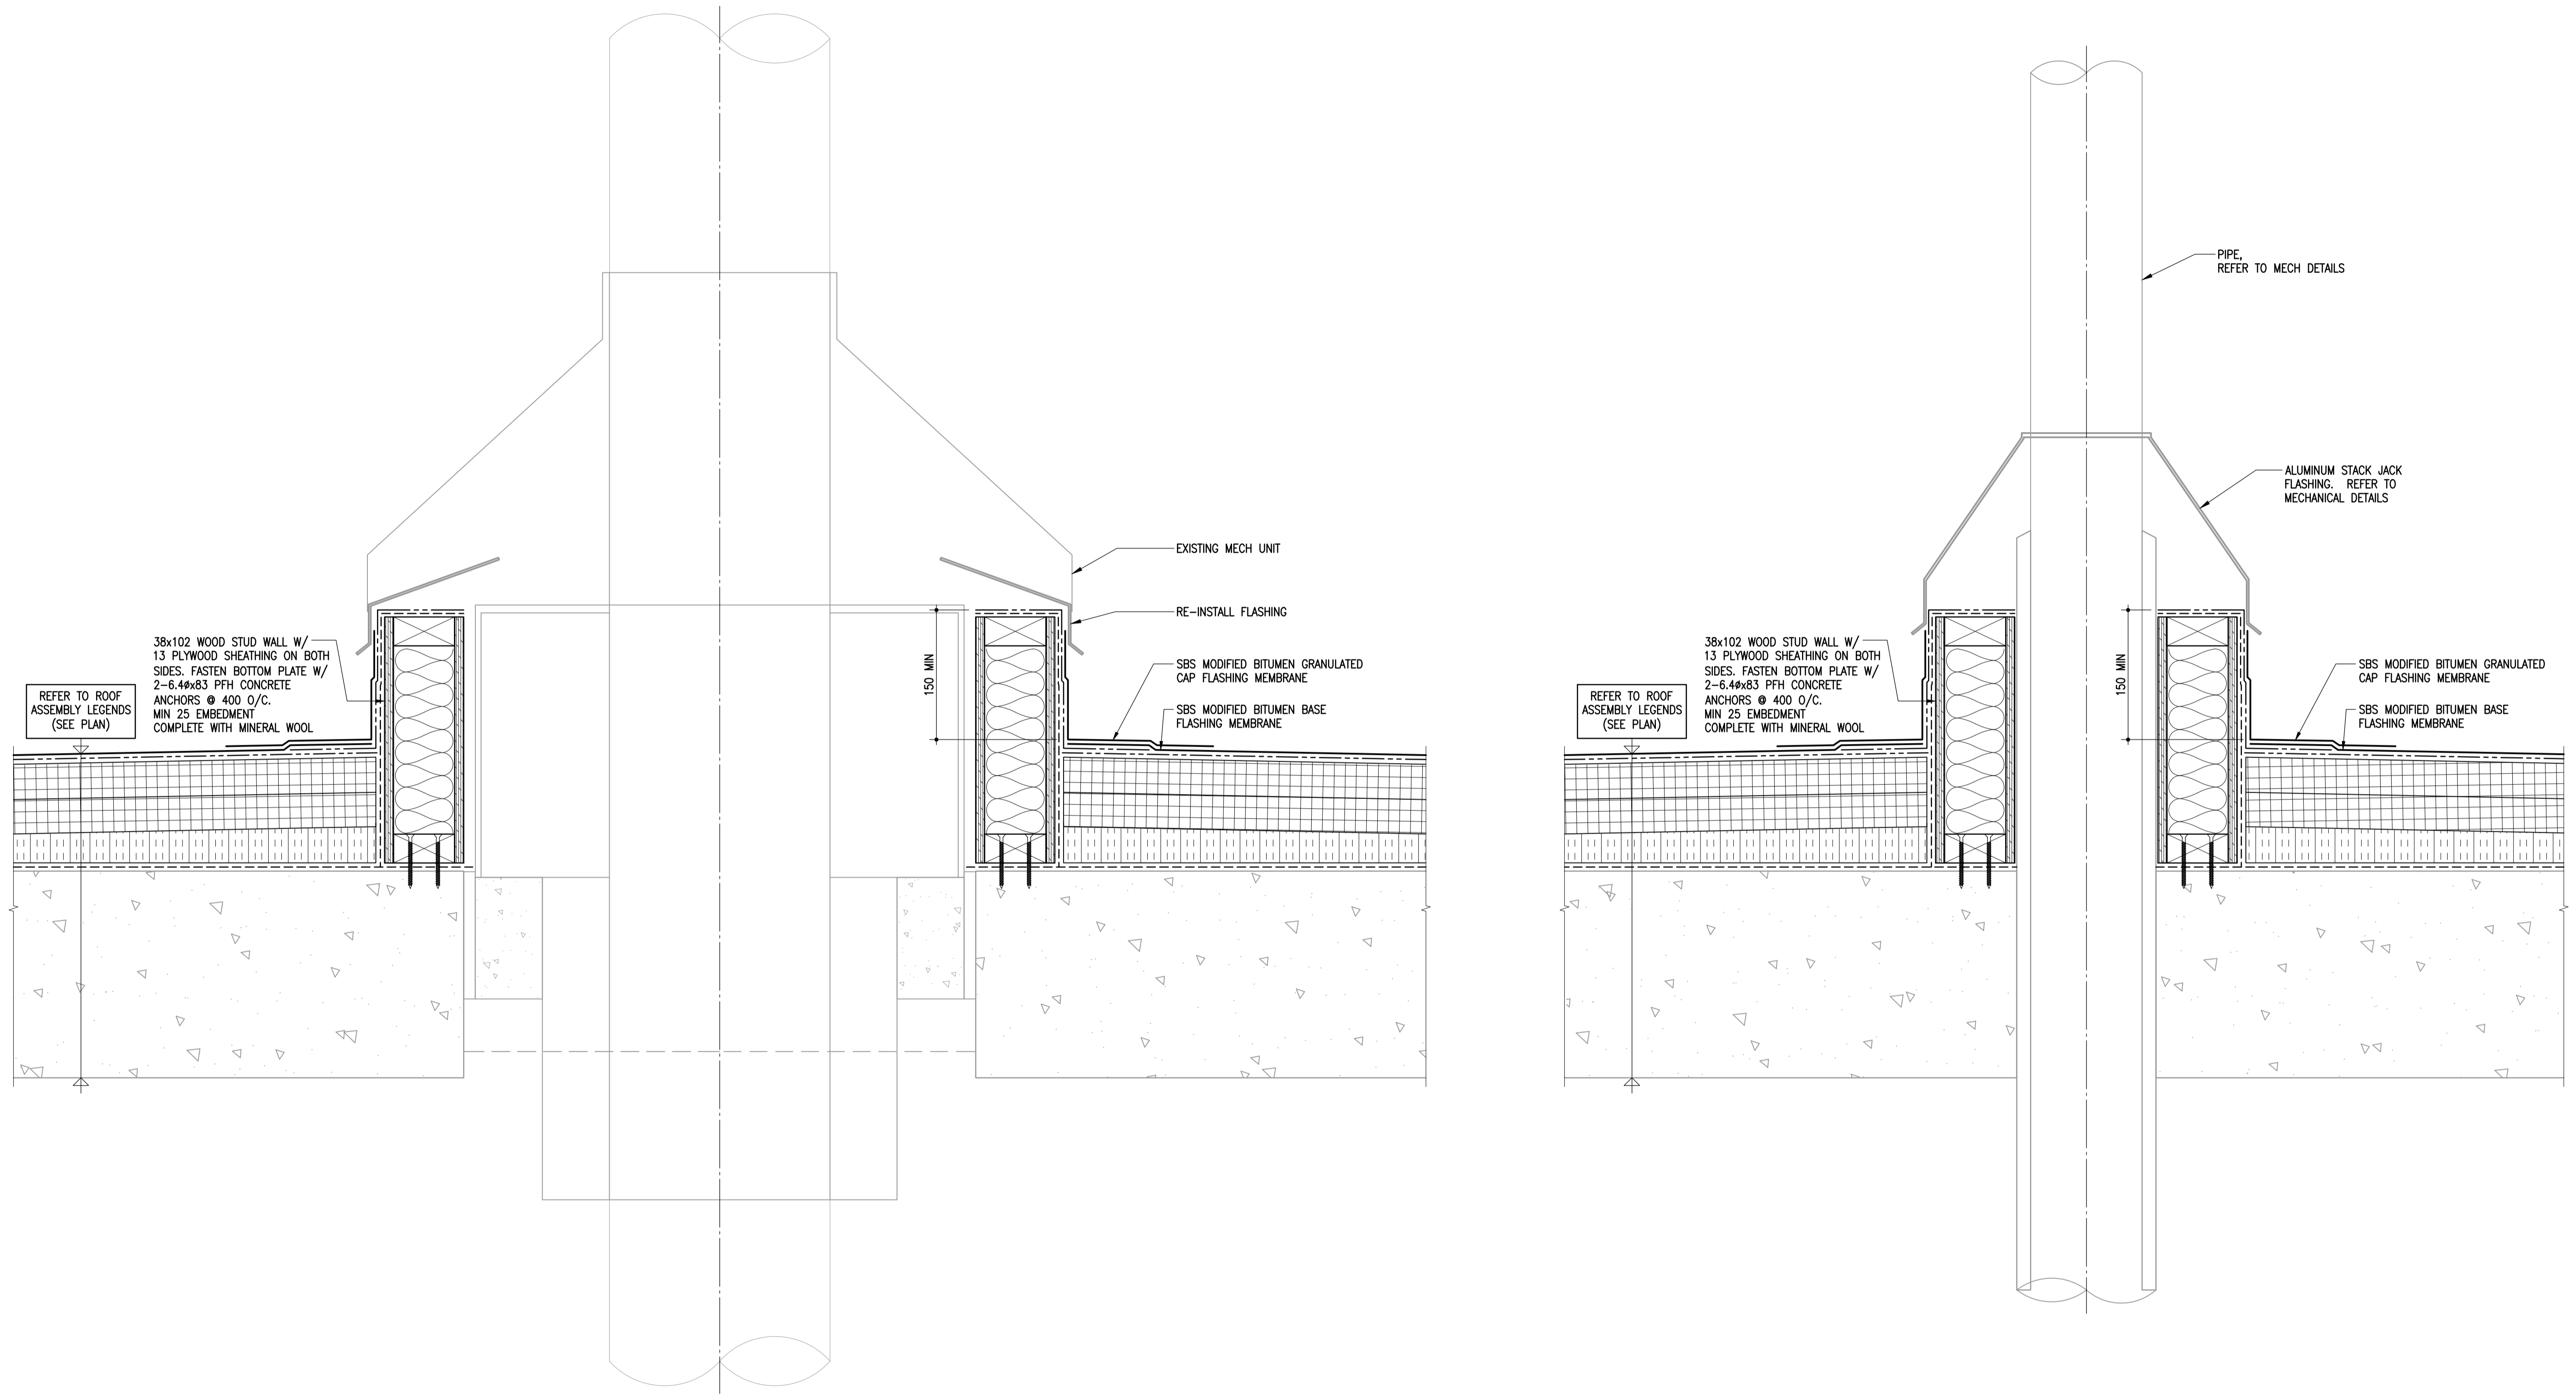 EXISTING MECH UNIT
RE-INSTALL FLASHING
38x102 WOOD STUD WALL W/
13 PLYWOOD SHEATHING ON BOTH
SIDES. FASTEN BOTTOM PLATE W/
2-6.4øx83 PFH CONCRETE
ANCHORS @ 400 O/C.
MIN 25 EMBEDMENT
COMPLETE WITH MINERAL WOOL
REFER TO ROOF
ASSEMBLY LEGENDS
(SEE PLAN)
150 MIN
SBS MODIFIED BITUMEN GRANULATED
CAP FLASHING MEMBRANE
SBS MODIFIED BITUMEN BASE
FLASHING MEMBRANE
PIPE,
REFER TO MECH DETAILS
ALUMINUM STACK JACK
FLASHING. REFER TO
MECHANICAL DETAILS
38x102 WOOD STUD WALL W/
13 PLYWOOD SHEATHING ON BOTH
SIDES. FASTEN BOTTOM PLATE W/
2-6.4øx83 PFH CONCRETE
ANCHORS @ 400 O/C.
MIN 25 EMBEDMENT
COMPLETE WITH MINERAL WOOL
REFER TO ROOF
ASSEMBLY LEGENDS
(SEE PLAN)
150 MIN
SBS MODIFIED BITUMEN GRANULATED
CAP FLASHING MEMBRANE
SBS MODIFIED BITUMEN BASE
FLASHING MEMBRANE